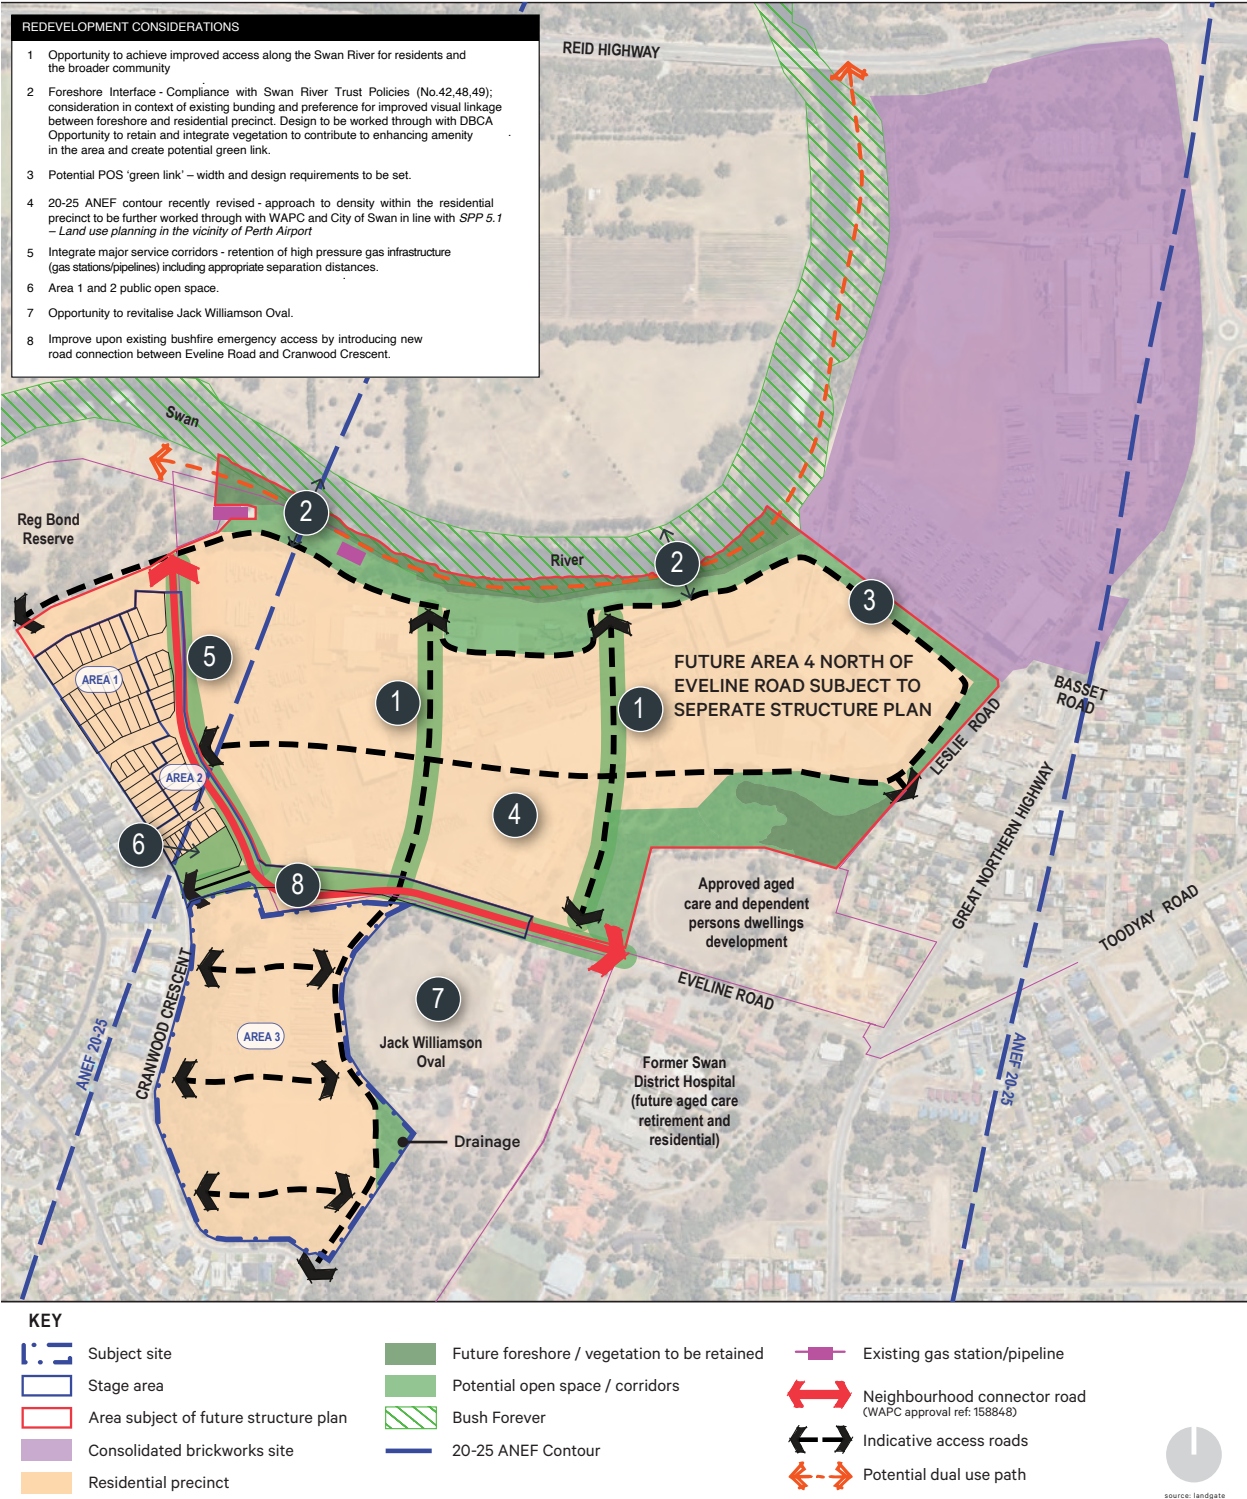 REDEVELOPMENT CONSIDERATIONS
1 Opportunity to achieve improved access along the Swan River for residents and
the broader community
2 Foreshore Interface - Compliance with Swan River Trust Policies (No.42,48,49);
consideration in context of existing bunding and preference for improved visual linkage
between foreshore and residential precinct. Design to be worked through with DBCA
Opportunity to retain and integrate vegetation to contribute to enhancing amenity
in the area and create potential green link.
3 Potential POS ‘green link’ – width and design requirements to be set.
4 20-25 ANEF contour recently revised - approach to density within the residential
precinct to be further worked through with WAPC and City of Swan in line with SPP 5.1
– Land use planning in the vicinity of Perth Airport
5 Integrate major service corridors - retention of high pressure gas infrastructure
(gas stations/pipelines) including appropriate separation distances.
6 Area 1 and 2 public open space.
7 Opportunity to revitalise Jack Williamson Oval.
8 Improve upon existing bushfire emergency access by introducing new
road connection between Eveline Road and Cranwood Crescent.
REID HIGHWAY
Swan
Reg Bond
Reserve
2
River
2
3
5
AREA 1
1
1
FUTURE AREA 4 NORTH OF
EVELINE ROAD SUBJECT TO
SEPERATE STRUCTURE PLAN
BASSET
ROAD
LESLIE ROAD
AREA 2
4
6
8
GREAT NORTHERN HIGHWAY
TOODYAY ROAD
Approved aged
care and dependent
persons dwellings
development
EVELINE ROAD
7
Jack Williamson
Oval
CRANWOOD CRESCENT
AREA 3
ANEF 20-25
ANEF 20-25
Former Swan
District Hospital
(future aged care
retirement and
residential)
Drainage
KEY
Subject site
Stage area
Area subject of future structure plan
Consolidated brickworks site
Residential precinct
Future foreshore / vegetation to be retained
Potential open space / corridors
Bush Forever
20-25 ANEF Contour
Existing gas station/pipeline
Neighbourhood connector road
(WAPC approval ref: 158848)
Indicative access roads
Potential dual use path
source: landgate